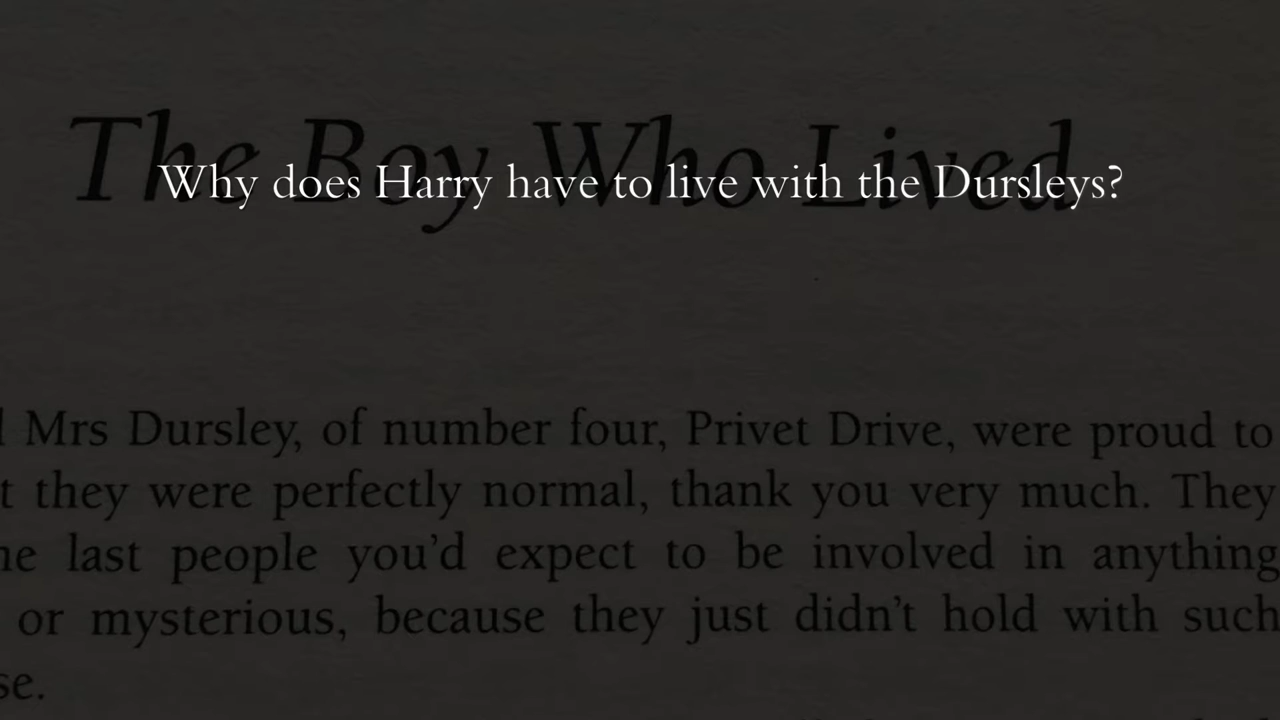 The Boy Who Lived
Why does Harry have to live with the Dursleys?
Mrs Dursley, of number four, Privet Drive, were proud to
they were perfectly normal, thank you very much. They
last people you'd expect to be involved in anything
or mysterious, because they just didn't hold with such